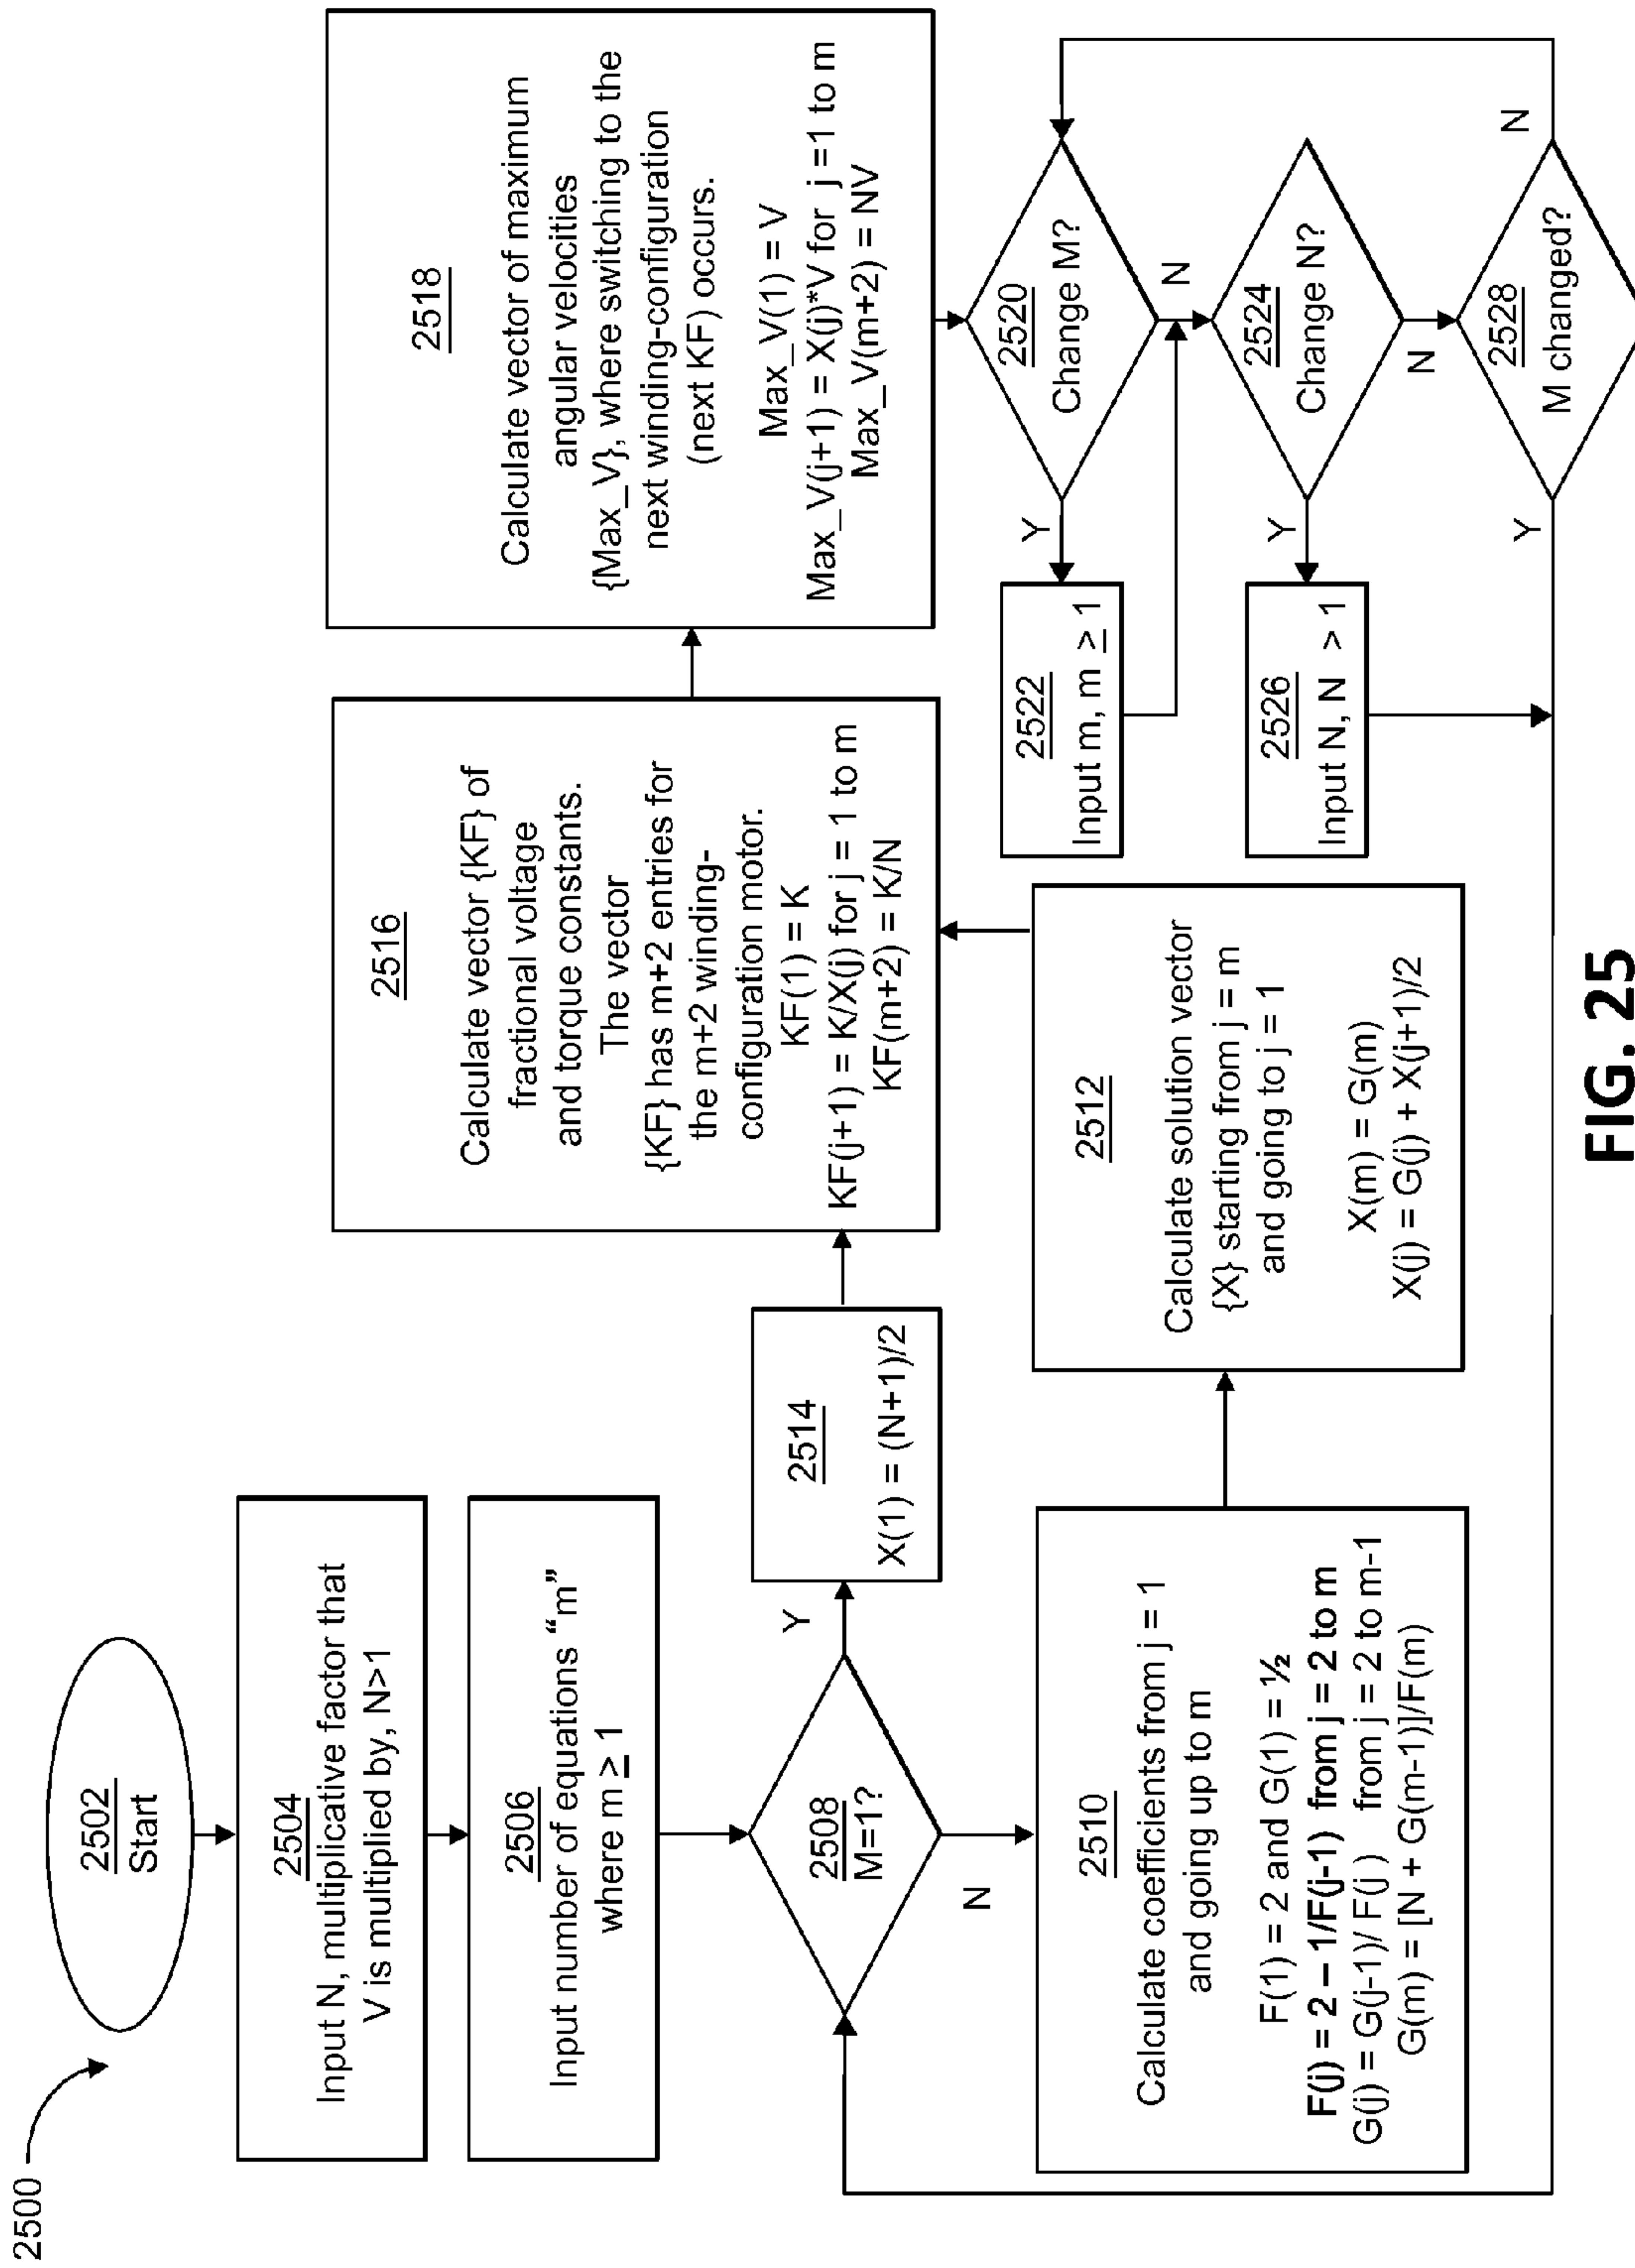 2500
2502
Start
2504
Input N, multiplicative factor that
V is multiplied by, N>1
2506
Input number of equations “m”
where m ≥ 1
2508
M=1?
Y
N
2510
Calculate coefficients from j = 1
and going up to m
F(1) = 2 and G(1) = ½
F(j) = 2 – 1/F(j-1) from j = 2 to m
G(j) = G(j-1)/ F(j) from j = 2 to m-1
G(m) = [N + G(m-1)]/F(m)
2514
X(1) = (N+1)/2
2512
Calculate solution vector
{X} starting from j = m
and going to j = 1
X(m) = G(m)
X(j) = G(j) + X(j+1)/2
2516
Calculate vector {KF} of
fractional voltage
and torque constants.
The vector
{KF} has m+2 entries for
the m+2 winding-
configuration motor.
KF(1) = K
KF(j+1) = K/X(j) for j = 1 to m
KF(m+2) = K/N
2518
Calculate vector of maximum
angular velocities
{Max_V}, where switching to the
next winding-configuration
(next KF) occurs.
Max_V(1) = V
Max_V(j+1) = X(j)*V for j =1 to m
Max_V(m+2) = NV
2520
Change M?
Y
N
2522
Input m, m ≥ 1
2524
Change N?
Y
N
2526
Input N, N > 1
2528
M changed?
Y
N
FIG. 25